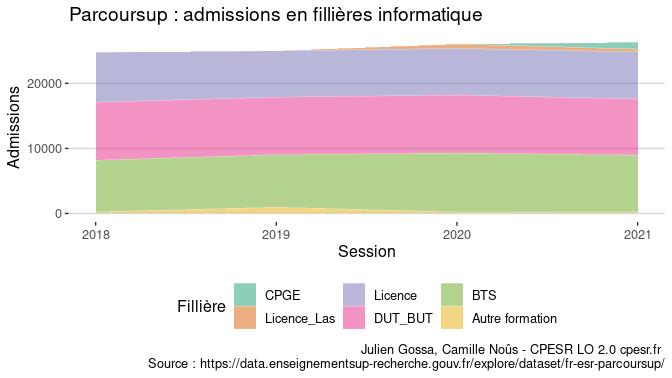 Parcoursup : admissions en fillières informatique
Admissions
20000
10000
0
2018 2019 2020 2021
Session
Fillière
CPGE Licence BTS
Licence_Las DUT_BUT Autre formation
Julien Gossa, Camille Noûs - CPESR LO 2.0 cpesr.fr
Source : https://data.enseignementsup-recherche.gouv.fr/explore/dataset/fr-esr-parcoursup/